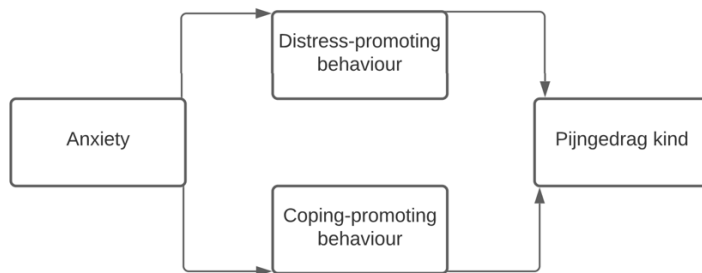 Distress-promoting
behaviour
Anxiety
Pijngedrag kind
Coping-promoting
behaviour